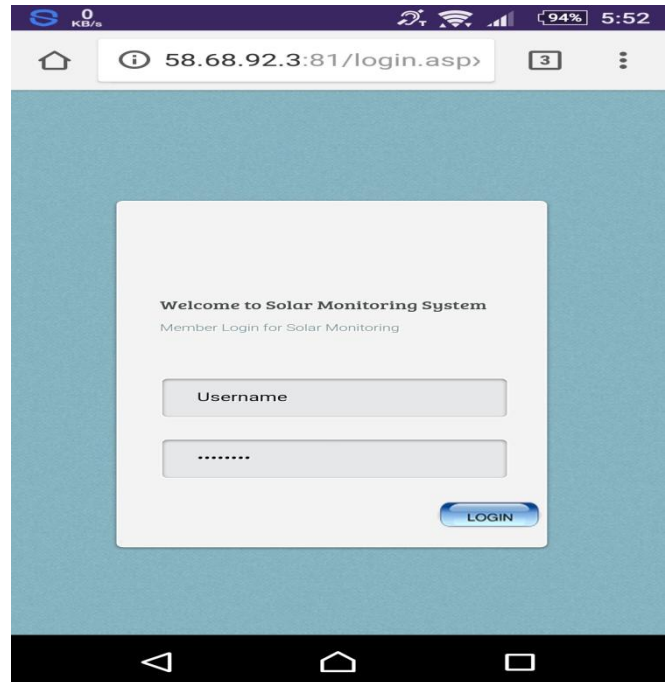 0
KB/s
94% 5:52
58.68.92.3:81/login.asp
3
Welcome to Solar Monitoring System
Member Login for Solar Monitoring
Username
••••••••
LOGIN